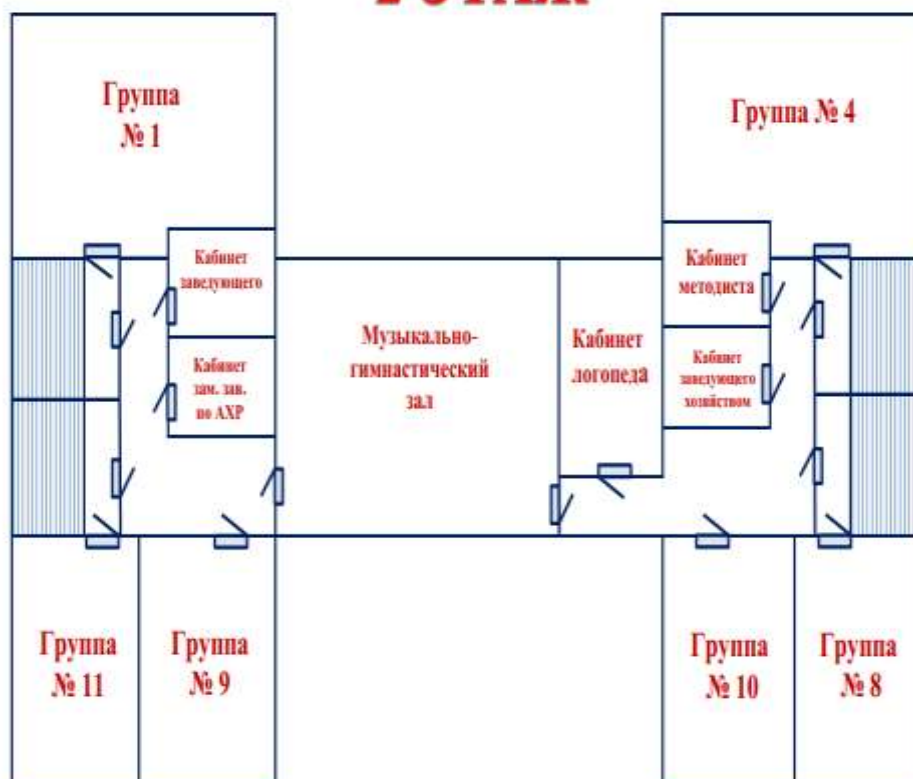 ЭТАЖ
Группа
№ 1
Группа № 4
Кабинет
заведующего
Кабинет
методиста
Музыкально-
гимнастический
зал
Кабинет
логопеда
Кабинет
зам. зав.
по АХР
Кабинет
заведующего
хозяйством
Группа
№ 11
Группа
№ 9
Группа
№ 10
Группа
№ 8